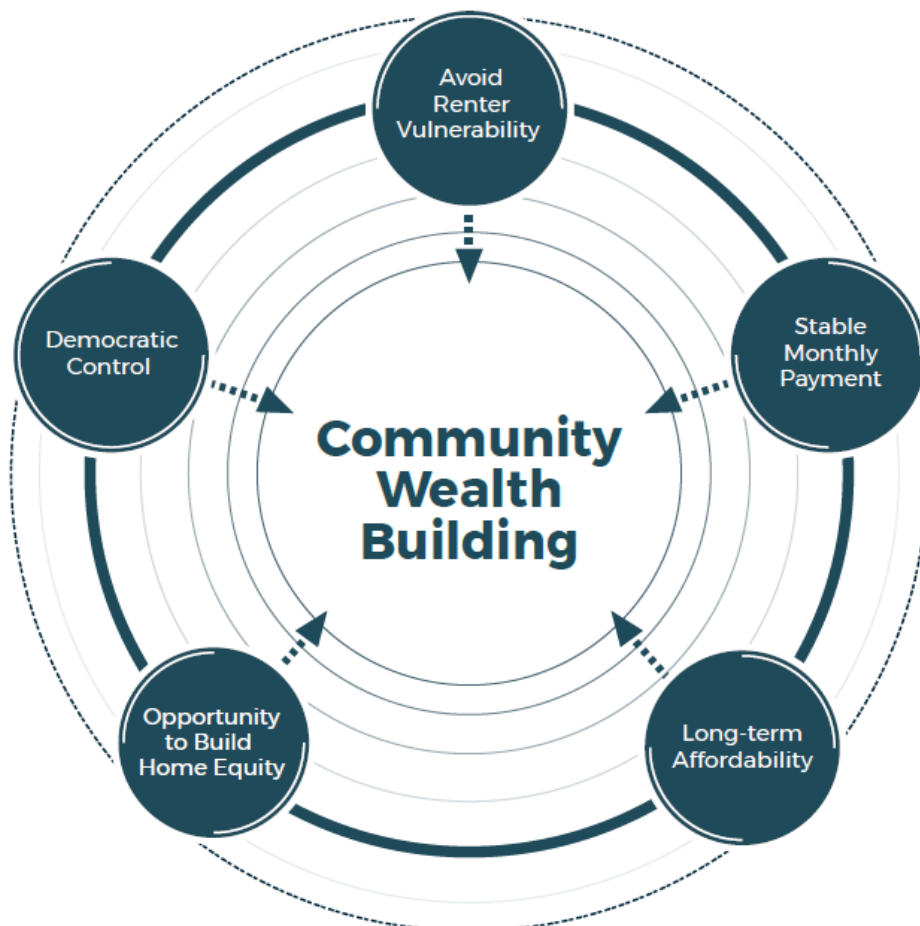 Avoid
Renter
Vulnerability
Democratic
Control
Stable
Monthly
Payment
Community
Wealth
Building
Opportunity
to Build
Home Equity
Long-term
Affordability